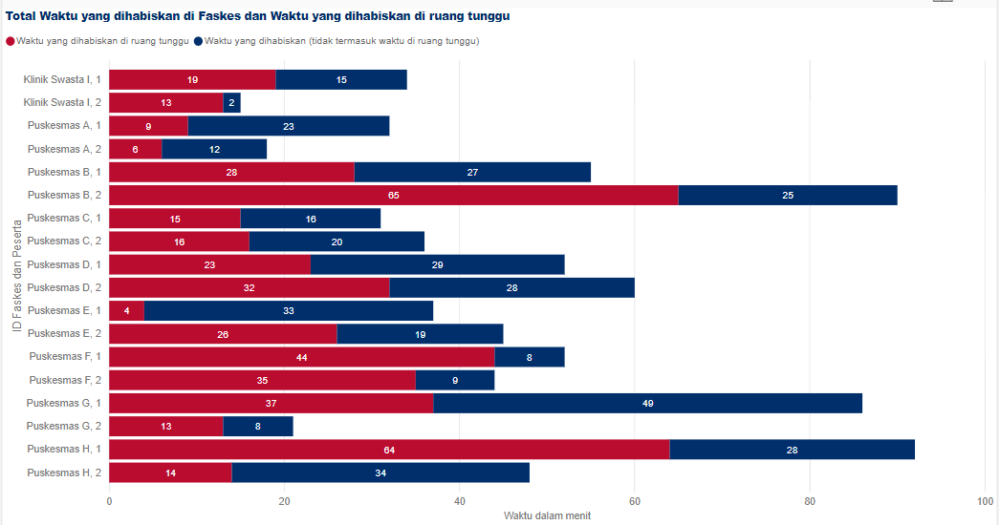 Total Waktu yang dihabiskan di Faskes dan Waktu yang dihabiskan di ruang tunggu
Waktu yang dihabiskan di ruang tunggu Waktu yang dihabiskan (tidak termasuk waktu di ruang tunggu)
ID Faskes dan Peserta
Klinik Swasta I, 1 19 15
Klinik Swasta I, 2 13 2
Puskesmas A, 1 9 23
Puskesmas A, 2 6 12
Puskesmas B, 1 28 27
Puskesmas B, 2 65 25
Puskesmas C, 1 15 16
Puskesmas C, 2 16 20
Puskesmas D, 1 23 29
Puskesmas D, 2 32 28
Puskesmas E, 1 4 33
Puskesmas E, 2 26 19
Puskesmas F, 1 44 8
Puskesmas F, 2 35 9
Puskesmas G, 1 37 49
Puskesmas G, 2 13 8
Puskesmas H, 1 64 28
Puskesmas H, 2 14 34
0 20 40 60 80 100
Waktu dalam menit